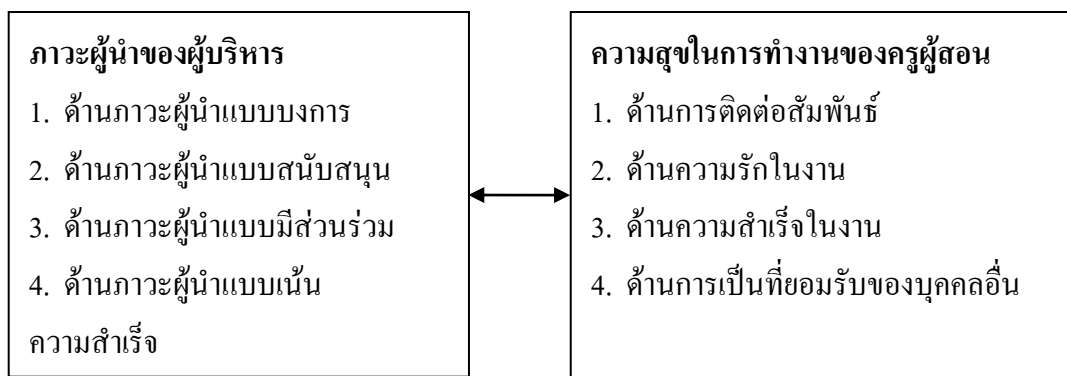 ภาวะผู้นำของผู้บริหาร
1. ด้านภาวะผู้นำแบบบงการ
2. ด้านภาวะผู้นำแบบสนับสนุน
3. ด้านภาวะผู้นำแบบมีส่วนร่วม
4. ด้านภาวะผู้นำแบบเน้น
ความสำเร็จ
ความสุขในการทำงานของครูผู้สอน
1. ด้านการติดต่อสัมพันธ์
2. ด้านความรักในงาน
3. ด้านความสำเร็จในงาน
4. ด้านการเป็นที่ยอมรับของบุคคลอื่น